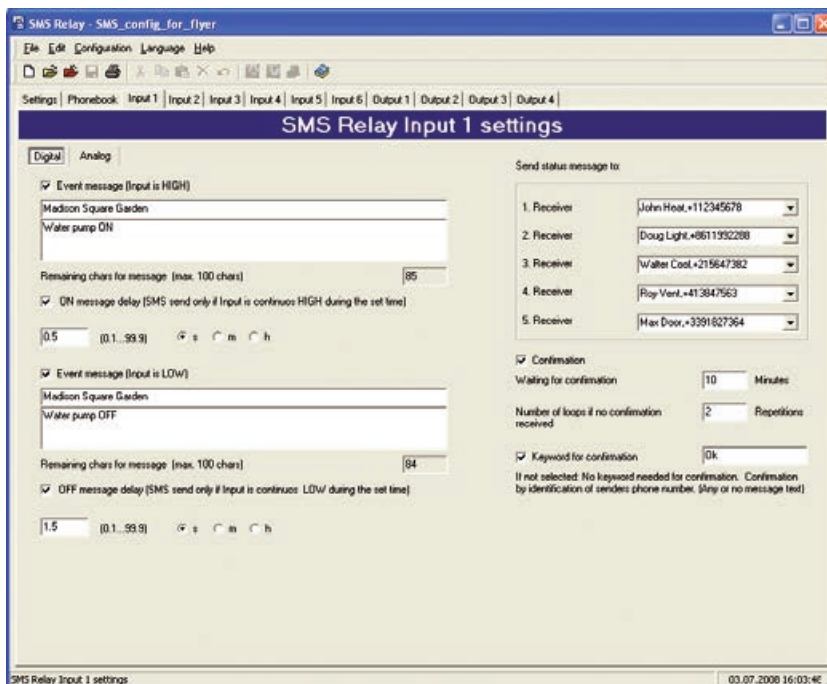 SMS Relay - SMS_config_for_flyer
File Edit Configuration Language Help
Settings Phonebook Input 1 Input 2 Input 3 Input 4 Input 5 Input 6 Output 1 Output 2 Output 3 Output 4
SMS Relay Input 1 settings
Digital Analog
Event message (Input is HIGH)
Madison Square Garden
Water pump ON
Remaining chars for message (max. 100 chars) 85
ON message delay (SMS send only if Input is continuos HIGH during the set time)
0.5 (0.1...99.9) s m h
Event message (Input is LOW)
Madison Square Garden
Water pump OFF
Remaining chars for message (max. 100 chars) 84
OFF message delay (SMS send only if Input is continuos LOW during the set time)
1.5 (0.1...99.9) s m h
Send status message to:
1. Receiver John Heat,+112345678
2. Receiver Doug Light,+8611992288
3. Receiver Walter Cool,+215647382
4. Receiver Roy Vent,+413847563
5. Receiver Max Door,+3391827364
Confirmation
Waiting for confirmation 10 Minutes
Number of loops if no confirmation
received 2 Repetitions
Keyword for confirmation Ok
If not selected: No keyword needed for confirmation. Confirmation
by identification of senders phone number. (Any or no message text)
SMS Relay Input 1 settings 03.07.2008 16:03:46